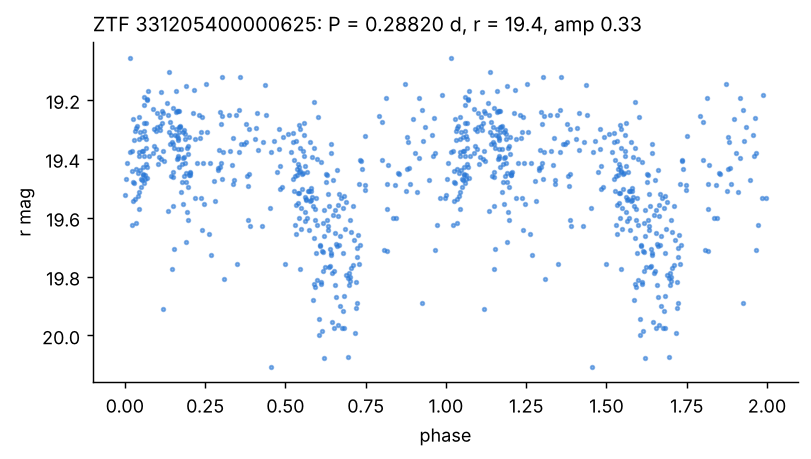 ZTF 331205400000625: P = 0.28820 d, r = 19.4, amp 0.33
19.2
19.4
19.6
19.8
20.0
r mag
0.00 0.25 0.50 0.75 1.00 1.25 1.50 1.75 2.00
phase